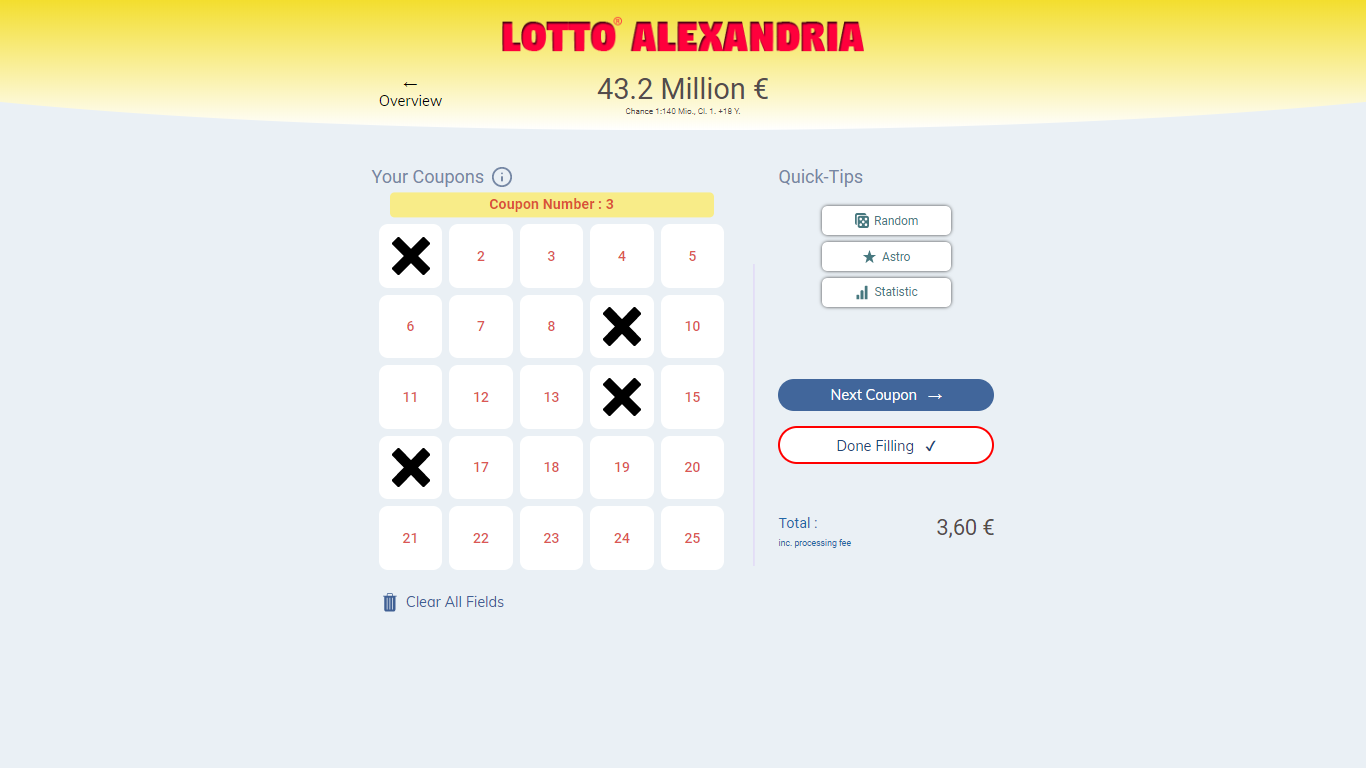 LOTTO® ALEXANDRIA
←
Overview
43.2 Million €
Chance 1:140 Mio., Cl. 1. +18 Y.
Your Coupons
Coupon Number : 3
2 3 4 5
6 7 8 10
11 12 13 15
17 18 19 20
21 22 23 24 25
Clear All Fields
Quick-Tips
Random
Astro
Statistic
Next Coupon →
Done Filling ✓
Total :
3,60 €
inc. processing fee